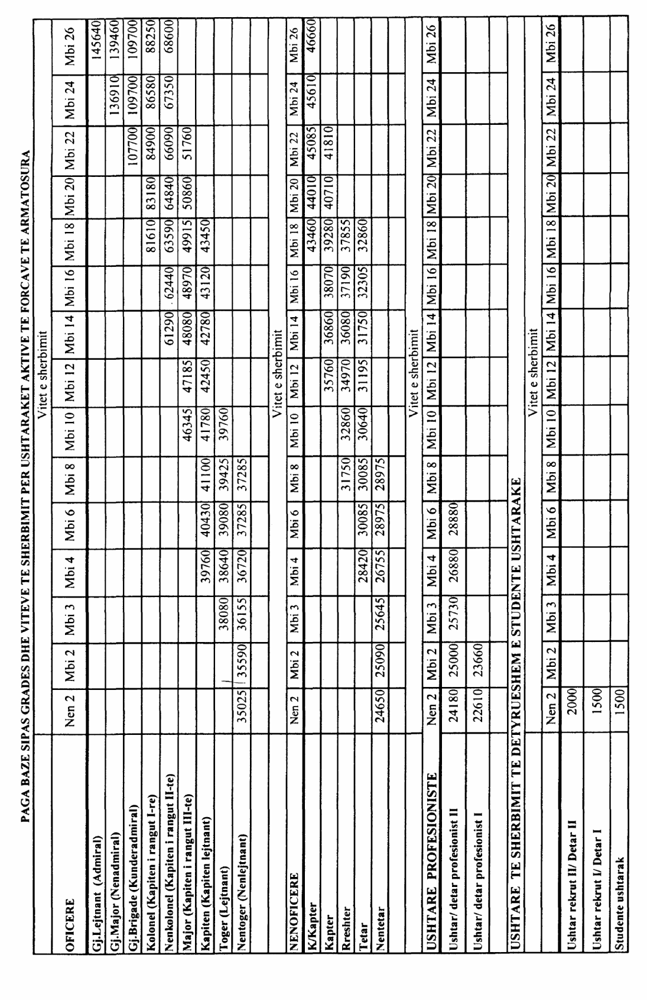 PAGA BAZE SIPAS GRADES DHE VITEVE TE SHERBIMIT PER USHTARAKET AKTIVE TE FORCAVE TE ARMATOSURA
Vitet e sherbimit
OFICERE Nen 2 Mbi 2 Mbi 3 Mbi 4 Mbi 6 Mbi 8 Mbi 10 Mbi 12 Mbi 14 Mbi 16 Mbi 18 Mbi 20 Mbi 22 Mbi 24 Mbi 26
Gj.Lejtnant (Admiral) 145640
Gj.Major (Nenadmiral) 136910 139460
Gj.Brigade (Kunderadmiral) 107700 109700 109700
Kolonel (Kapiten i rangut I-re) 81610 83180 84900 86580 88250
Nenkolonel (Kapiten i rangut II-te) 61290 62440 63590 64840 66090 67350 68600
Major (Kapiten i rangut III-te) 46345 47185 48080 48970 49915 50860 51760
Kapiten (Kapiten lejtnant) 39760 40430 41100 41780 42450 42780 43120 43450
Toger (Lejtnant) 38080 38640 39080 39425 39760
Nentoger (Nenlejtnant) 35025 35590 36155 36720 37285 37285
Vitet e sherbimit
NENOFICERE Nen 2 Mbi 2 Mbi 3 Mbi 4 Mbi 6 Mbi 8 Mbi 10 Mbi 12 Mbi 14 Mbi 16 Mbi 18 Mbi 20 Mbi 22 Mbi 24 Mbi 26
K/Kapter 43460 44010 45085 45610 46660
Kapter 35760 36860 38070 39280 40710 41810
Rreshter 31750 32860 34970 36080 37190 37855
Tetar 28420 30085 30085 30640 31195 31750 32305 32860
Nentetar 24650 25090 25645 26755 28975 28975
Vitet e sherbimit
USHTARE PROFESIONISTE Nen 2 Mbi 2 Mbi 3 Mbi 4 Mbi 6 Mbi 8 Mbi 10 Mbi 12 Mbi 14 Mbi 16 Mbi 18 Mbi 20 Mbi 22 Mbi 24 Mbi 26
Ushtar/ detar profesionist II 24180 25000 25730 26880 28880
Ushtar/ detar profesionist I 22610 23660
USHTARE TE SHERBIMIT TE DETYRUESHEM E STUDENTE USHTARAKE
Vitet e sherbimit
Nen 2 Mbi 2 Mbi 3 Mbi 4 Mbi 6 Mbi 8 Mbi 10 Mbi 12 Mbi 14 Mbi 16 Mbi 18 Mbi 20 Mbi 22 Mbi 24 Mbi 26
Ushtar rekrut II/ Detar II 2000
Ushtar rekrut I/ Detar I 1500
Studente ushtarak 1500